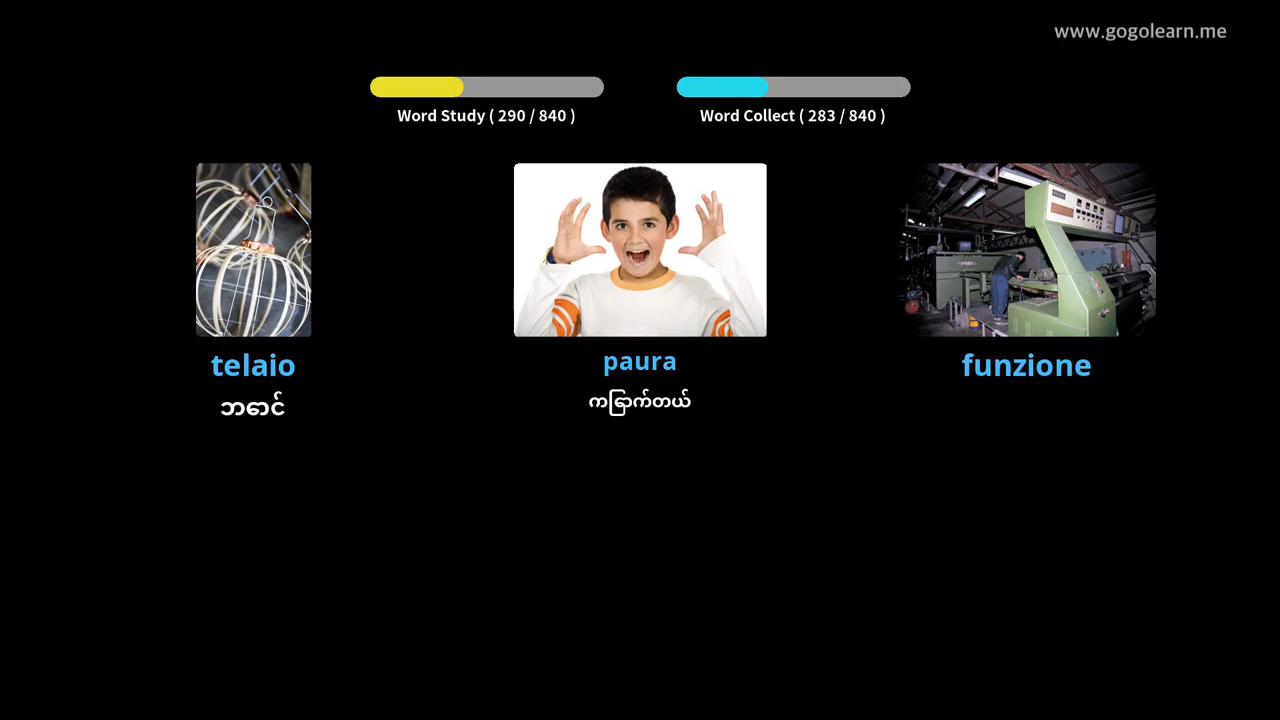 www.gogolearn.me
Word Study ( 290 / 840 )
Word Collect ( 283 / 840 )
telaio
ဘောင်
paura
ကြောက်တယ်
funzione